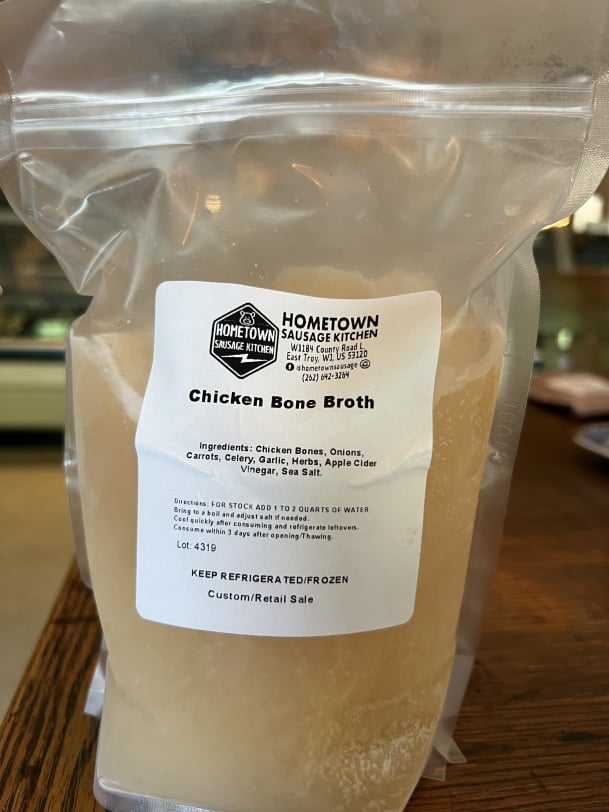 HOMETOWN
SAUSAGE KITCHEN
HOMETOWN
SAUSAGE KITCHEN
W1184 County Road L
East Troy, WI, US 53120
@hometownsausage
(262) 642-3264
Chicken Bone Broth
Ingredients: Chicken Bones, Onions,
Carrots, Celery, Garlic, Herbs, Apple Cider
Vinegar, Sea Salt.
Directions: FOR STOCK ADD 1 TO 2 QUARTS OF WATER
Bring to a boil and adjust salt if needed.
Cool quickly after consuming and refrigerate leftovers.
Consume within 3 days after opening/Thawing.
Lot: 4319
KEEP REFRIGERATED/FROZEN
Custom/Retail Sale